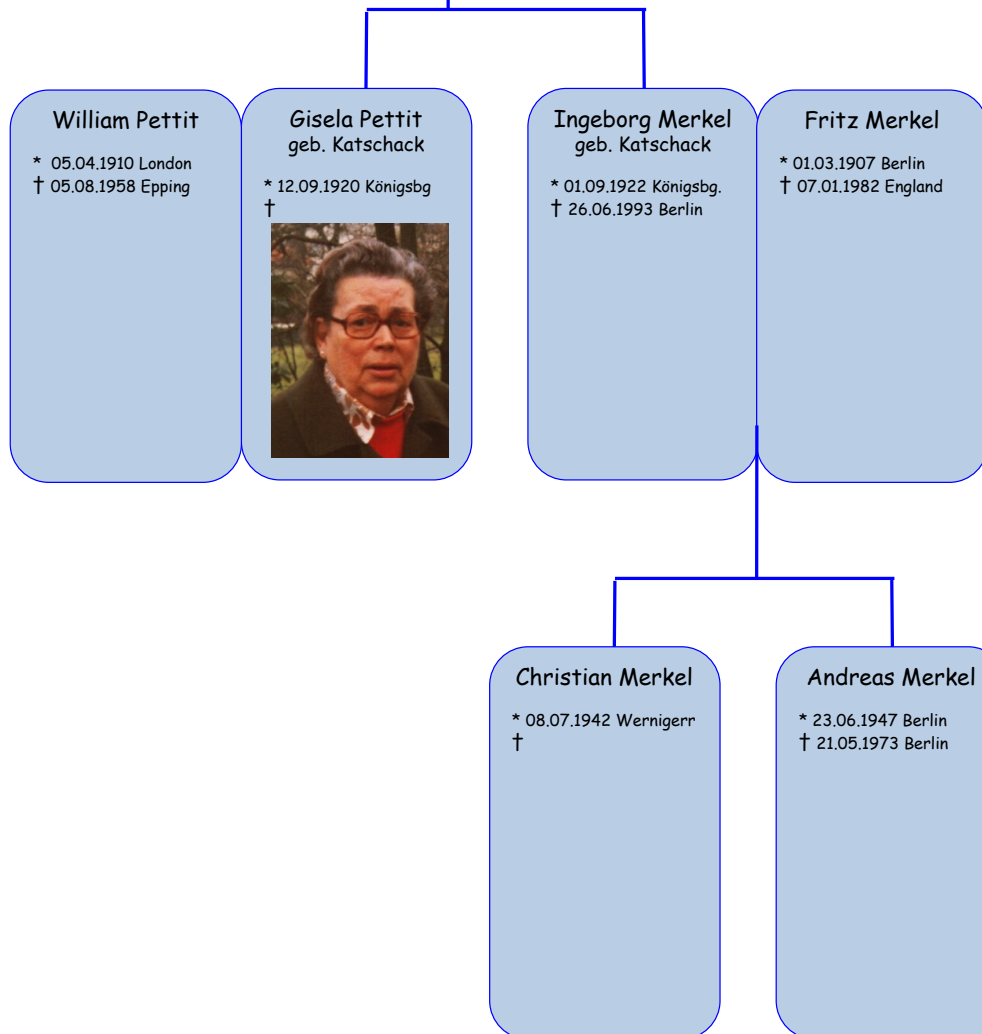 William Pettit
* 05.04.1910 London
† 05.08.1958 Epping
Gisela Pettit
geb. Katschack
* 12.09.1920 Königsbg
†
Ingeborg Merkel
geb. Katschack
* 01.09.1922 Königsbg.
† 26.06.1993 Berlin
Fritz Merkel
* 01.03.1907 Berlin
† 07.01.1982 England
Christian Merkel
* 08.07.1942 Wernigerr
†
Andreas Merkel
* 23.06.1947 Berlin
† 21.05.1973 Berlin